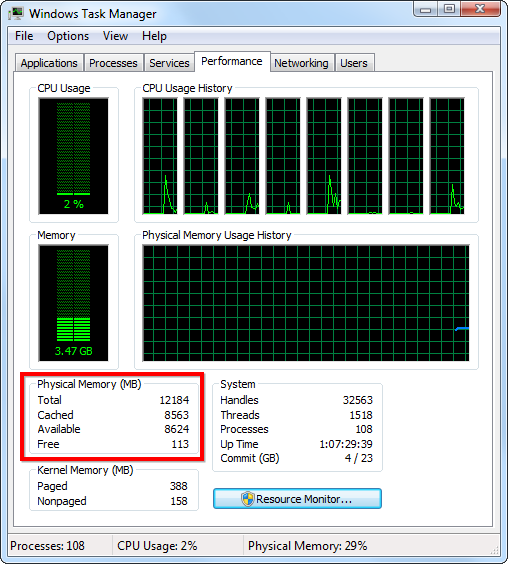 Windows Task Manager
File Options View Help
Applications Processes Services Performance Networking Users
CPU Usage CPU Usage History
2 %
Memory Physical Memory Usage History
3.47 GB
Physical Memory (MB)
Total 12184
Cached 8563
Available 8624
Free 113
System
Handles 32563
Threads 1518
Processes 108
Up Time 1:07:29:39
Commit (GB) 4 / 23
Kernel Memory (MB)
Paged 388
Nonpaged 158
Resource Monitor...
Processes: 108 CPU Usage: 2% Physical Memory: 29%